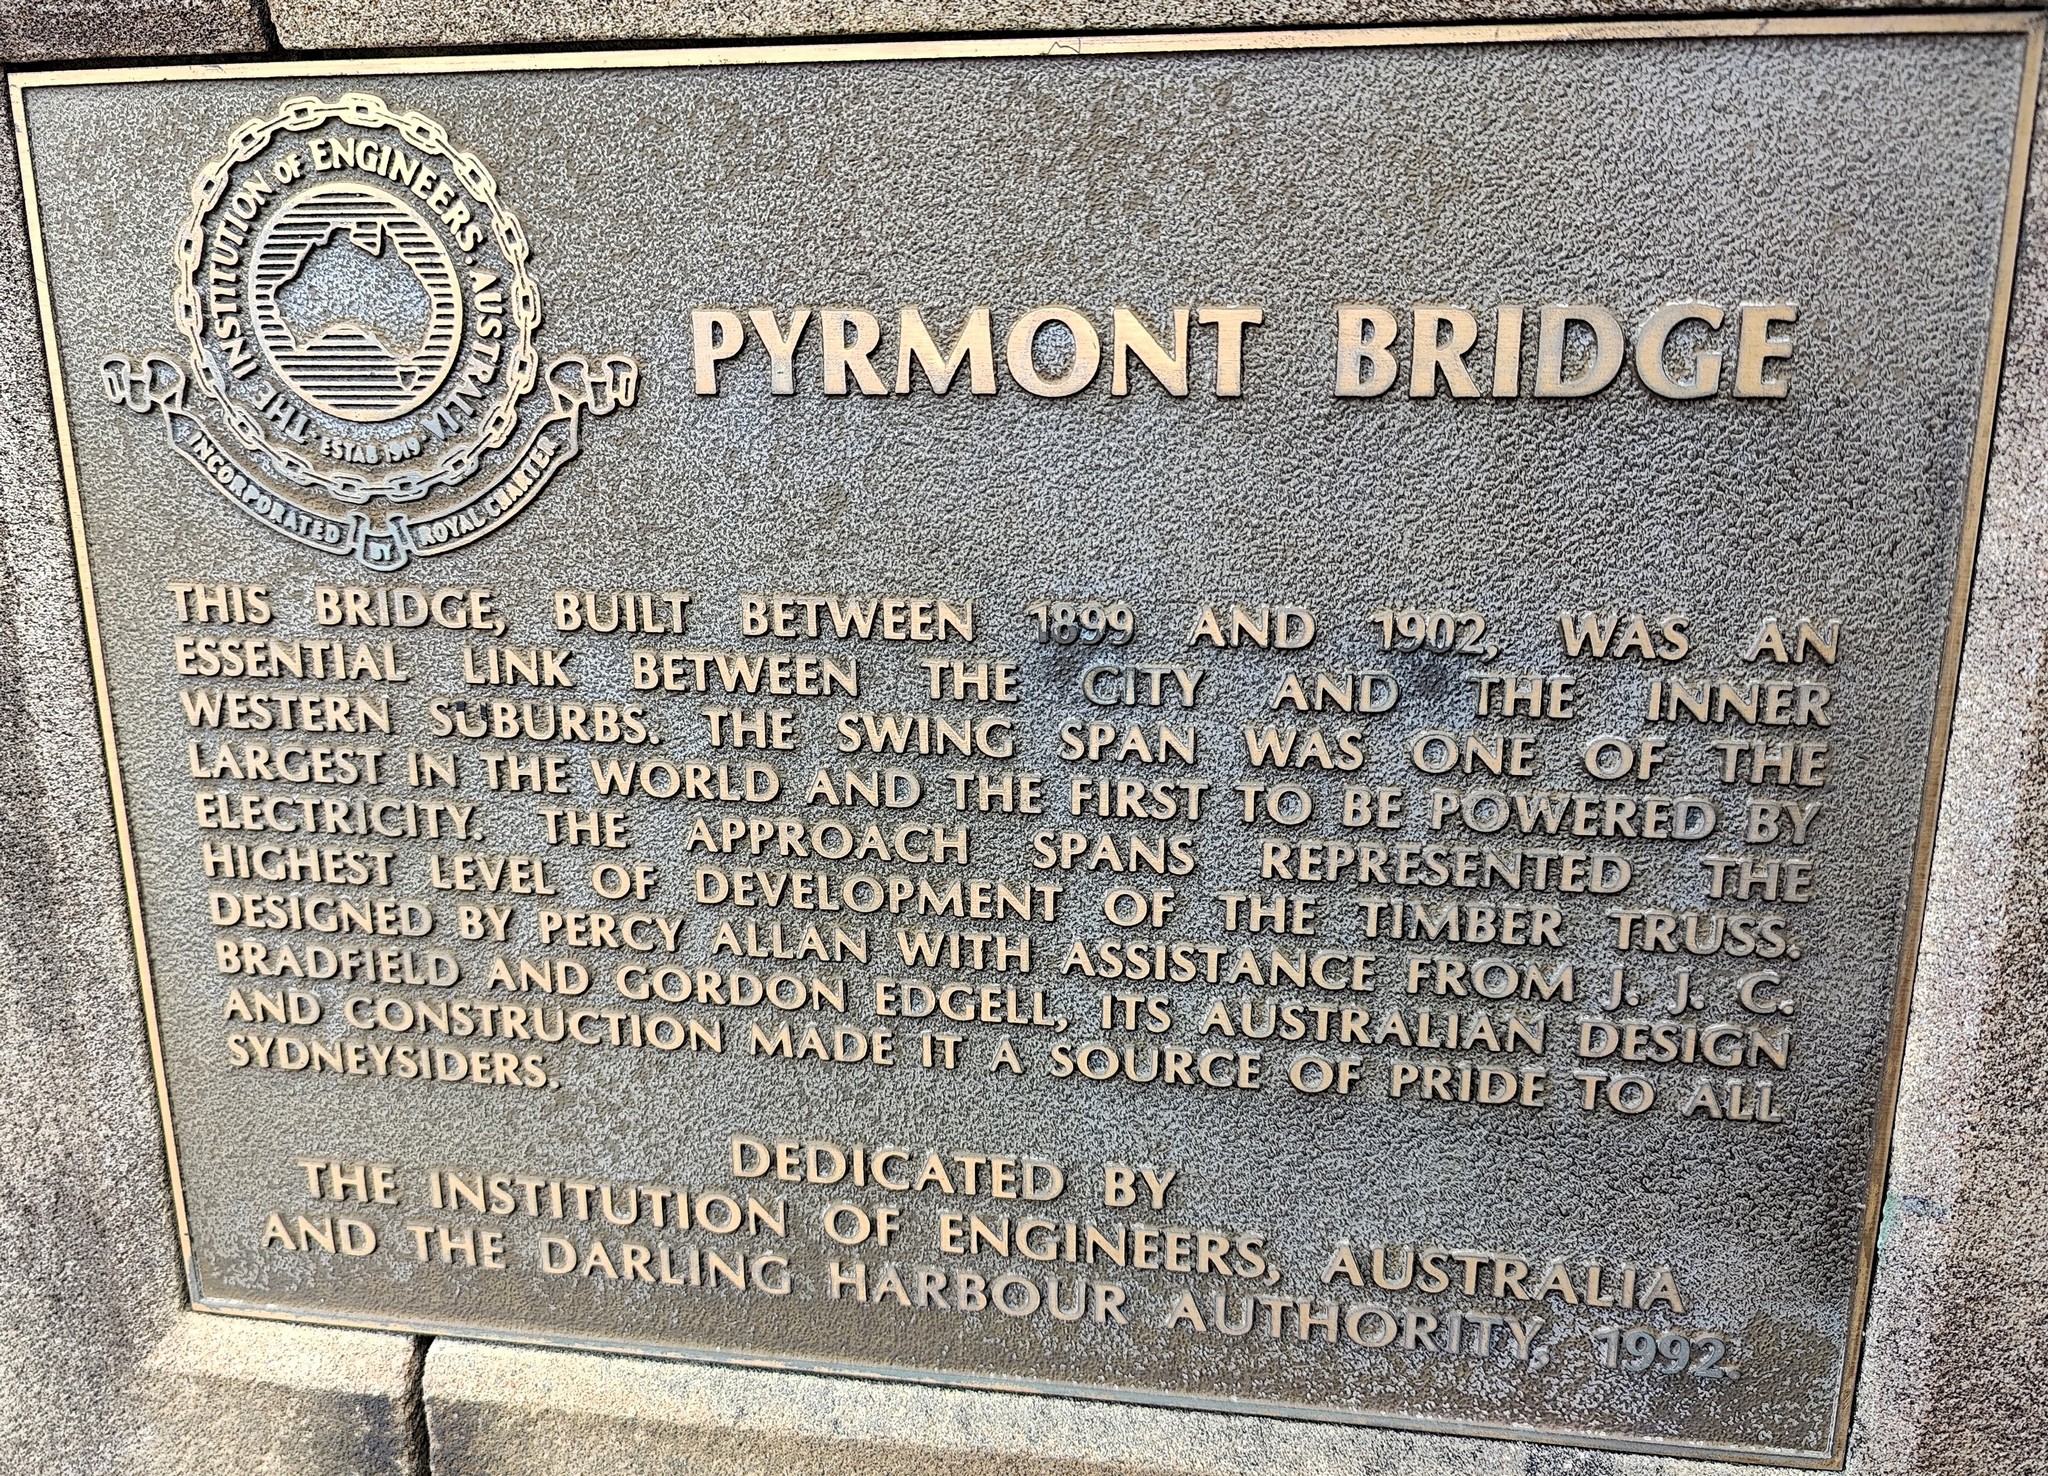 THE INSTITUTION OF ENGINEERS. AUSTRALIA
ESTAB 1919
INCORPORATED BY ROYAL CHARTER
PYRMONT BRIDGE
THIS BRIDGE, BUILT BETWEEN 1899 AND 1902, WAS AN
ESSENTIAL LINK BETWEEN THE CITY AND THE INNER
WESTERN SUBURBS. THE SWING SPAN WAS ONE OF THE
LARGEST IN THE WORLD AND THE FIRST TO BE POWERED BY
ELECTRICITY. THE APPROACH SPANS REPRESENTED THE
HIGHEST LEVEL OF DEVELOPMENT OF THE TIMBER TRUSS.
DESIGNED BY PERCY ALLAN WITH ASSISTANCE FROM J. J. C.
BRADFIELD AND GORDON EDGELL, ITS AUSTRALIAN DESIGN
AND CONSTRUCTION MADE IT A SOURCE OF PRIDE TO ALL
SYDNEYSIDERS.
DEDICATED BY
THE INSTITUTION OF ENGINEERS, AUSTRALIA
AND THE DARLING HARBOUR AUTHORITY, 1992.